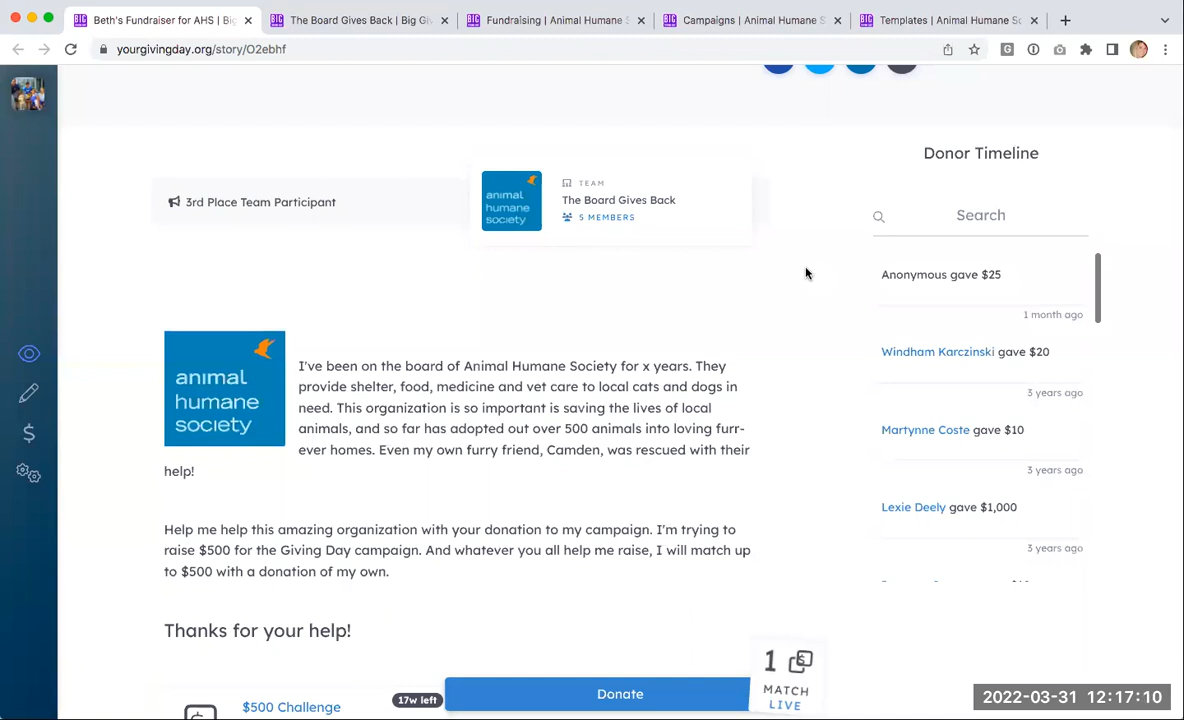 Beth's Fundraiser for AHS | Bi
The Board Gives Back | Big Giv
Fundraising | Animal Humane S
Campaigns | Animal Humane S
Templates | Animal Humane So
yourgivingday.org/story/O2ebhf
3rd Place Team Participant
animal
humane
society
TEAM
The Board Gives Back
5 MEMBERS
Donor Timeline
Search
Anonymous gave $25
1 month ago
Windham Karczinski gave $20
3 years ago
Martynne Coste gave $10
3 years ago
Lexie Deely gave $1,000
3 years ago
animal
humane
society
I've been on the board of Animal Humane Society for x years. They
provide shelter, food, medicine and vet care to local cats and dogs in
need. This organization is so important is saving the lives of local
animals, and so far has adopted out over 500 animals into loving furr-
ever homes. Even my own furry friend, Camden, was rescued with their
help!
Help me help this amazing organization with your donation to my campaign. I'm trying to
raise $500 for the Giving Day campaign. And whatever you all help me raise, I will match up
to $500 with a donation of my own.
Thanks for your help!
$500 Challenge
17w left
Donate
1
MATCH
LIVE
2022-03-31 12:17:10